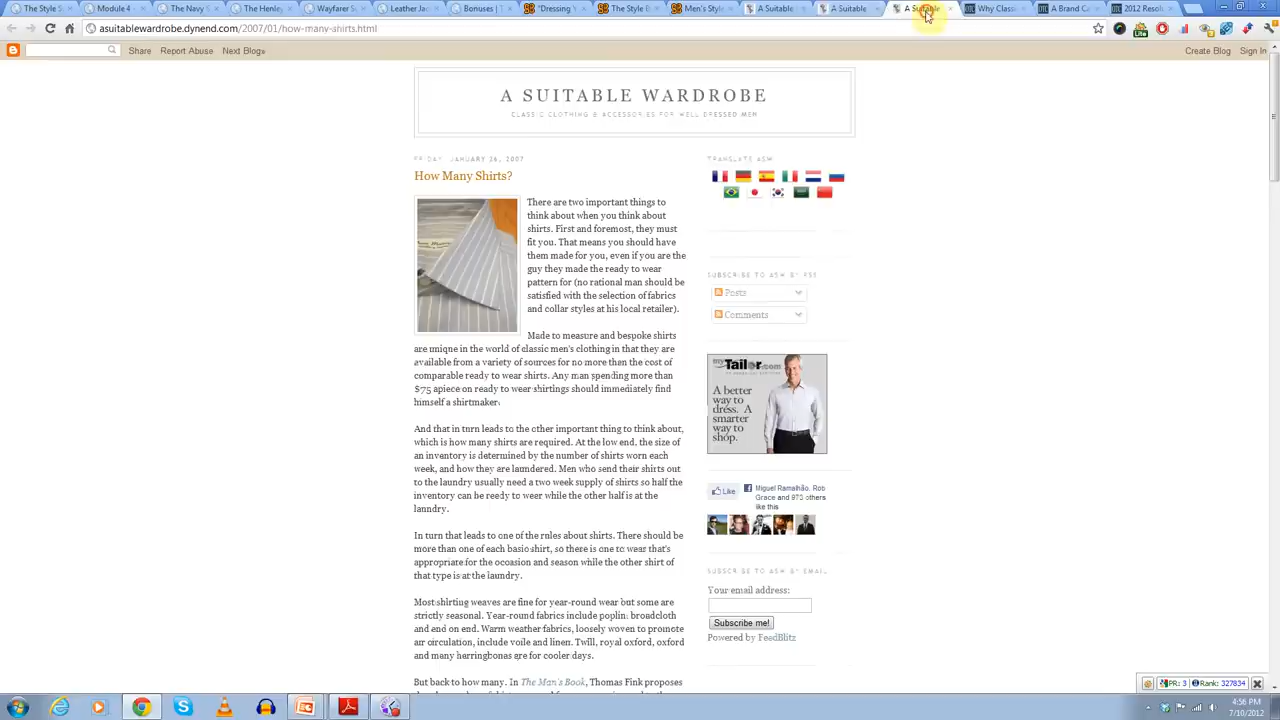 The Style S
Module 4
The Navy
The Henle
Wayfarer S
Leather Jac
Bonuses |
"Dressing
The Style B
Men's Style
A Suitable
A Suitable
A Suitable
Why Class
A Brand Ca
2012 Resol
asuitablewardrobe.dynend.com/2007/01/how-many-shirts.html
Share Report Abuse Next Blog»
Create Blog Sign In
A SUITABLE WARDROBE
CLASSIC CLOTHING & ACCESSORIES FOR WELL DRESSED MEN
FRIDAY, JANUARY 26, 2007
How Many Shirts?
There are two important things to
think about when you think about
shirts. First and foremost, they must
fit you. That means you should have
them made for you, even if you are the
guy they made the ready to wear
pattern for (no rational man should be
satisfied with the selection of fabrics
and collar styles at his local retailer).
Made to measure and bespoke shirts
are unique in the world of classic men's clothing in that they are
available from a variety of sources for no more than the cost of
comparable ready to wear shirts. Any man spending more than
$75 apiece on ready to wear shirtings should immediately find
himself a shirtmaker.
And that in turn leads to the other important thing to think about,
which is how many shirts are required. At the low end, the size of
an inventory is determined by the number of shirts worn each
week, and how they are laundered. Men who send their shirts out
to the laundry usually need a two week supply of shirts so half the
inventory can be ready to wear while the other half is at the
laundry.
In turn that leads to one of the rules about shirts. There should be
more than one of each basic shirt, so there is one to wear that's
appropriate for the occasion and season while the other shirt of
that type is at the laundry.
Most shirting weaves are fine for year-round wear but some are
strictly seasonal. Year-round fabrics include poplin, broadcloth
and and on end. Warm weather fabrics, loosely woven to promote
air circulation, include voile and linen. Twill, royal oxford, oxford
and many herringbones are for cooler days.
But back to how many. In The Man's Book, Thomas Fink proposes
TRANSLATE ASW
SUBSCRIBE TO ASW BY RSS
Posts
Comments
myTailor.com
A better
way to
dress. A
smarter
way to
shop.
Like
Miguel Ramalhão, Rob
Grace and 972 others
like this
SUBSCRIBE TO ASW BY EMAIL
Your email address:
Subscribe me!
Powered by FeedBlitz
PR: 3 Rank: 327834
4:56 PM
7/10/2012